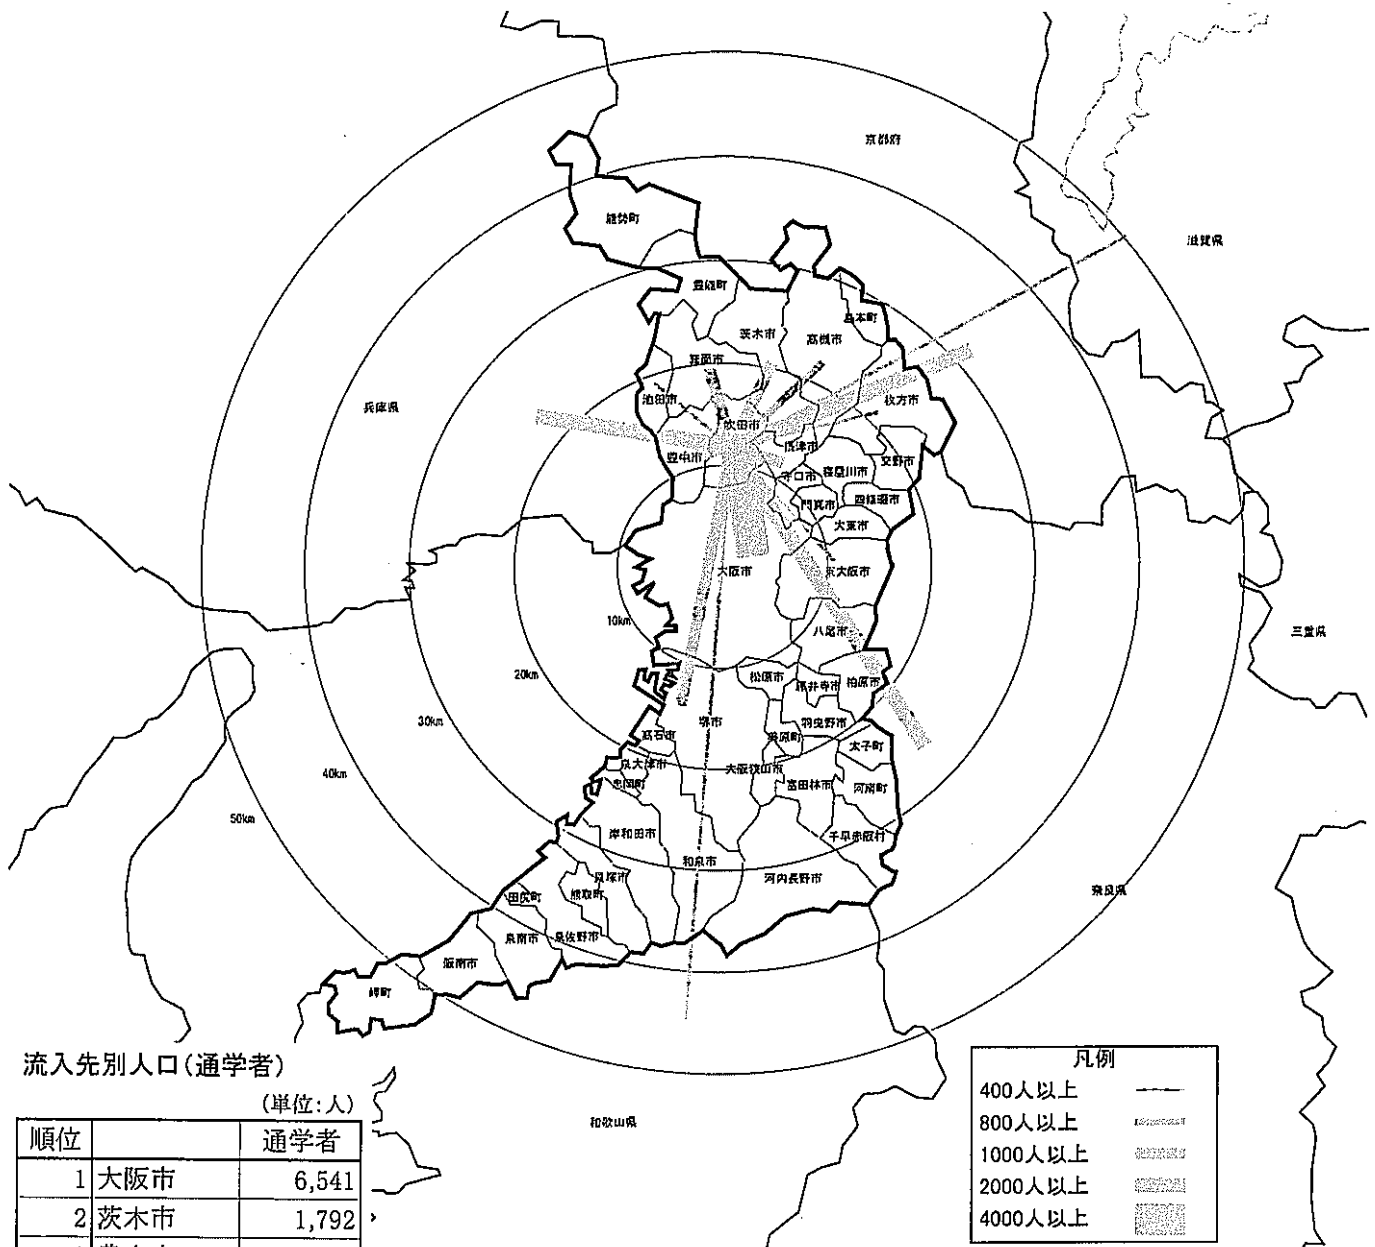 京都府
滋賀県
能勢町
豊能町
島本町
茨木市
高槻市
箕面市
兵庫県
池田市
枚方市
吹田市
摂津市
豊中市
交野市
守口市
寝屋川市
門真市
四條畷市
大東市
大阪市
東大阪市
10km
八尾市
三重県
20km
松原市
藤井寺市
柏原市
30km
堺市
羽曳野市
高石市
美原町
太子町
泉大津市
大阪狭山市
忠岡町
富田林市
河南町
40km
50km
岸和田市
千早赤阪村
和泉市
河内長野市
貝塚市
奈良県
田尻町
熊取町
泉南市
泉佐野市
阪南市
岬町
流入先別人口(通学者)
(単位:人)
順位 通学者
1 大阪市 6,541
2 茨木市 1,792
和歌山県
凡例
400人以上
800人以上
1000人以上
2000人以上
4000人以上